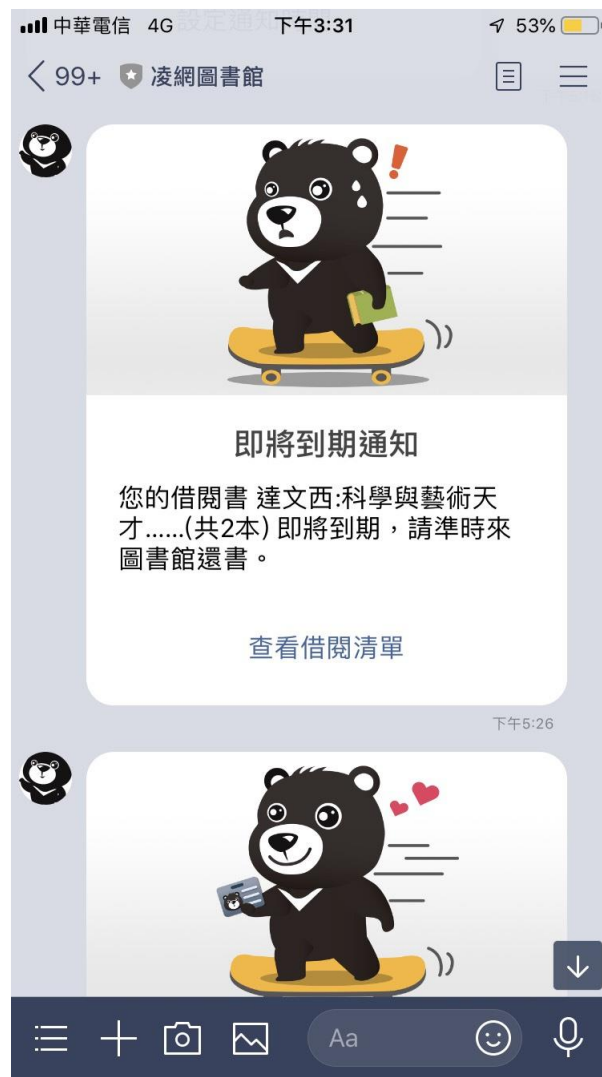 中華電信 4G 下午3:31 53%
99+ 凌網圖書館
即將到期通知
您的借閱書 達文西:科學與藝術天
才......(共2本) 即將到期，請準時來
圖書館還書。
查看借閱清單
下午5:26
Aa